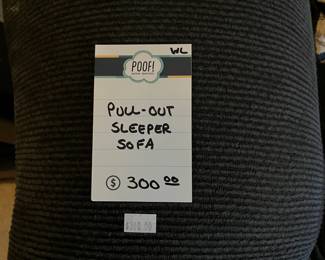 WL
POOF!
PULL-OUT
SLEEPER
SOFA
$ 300 00